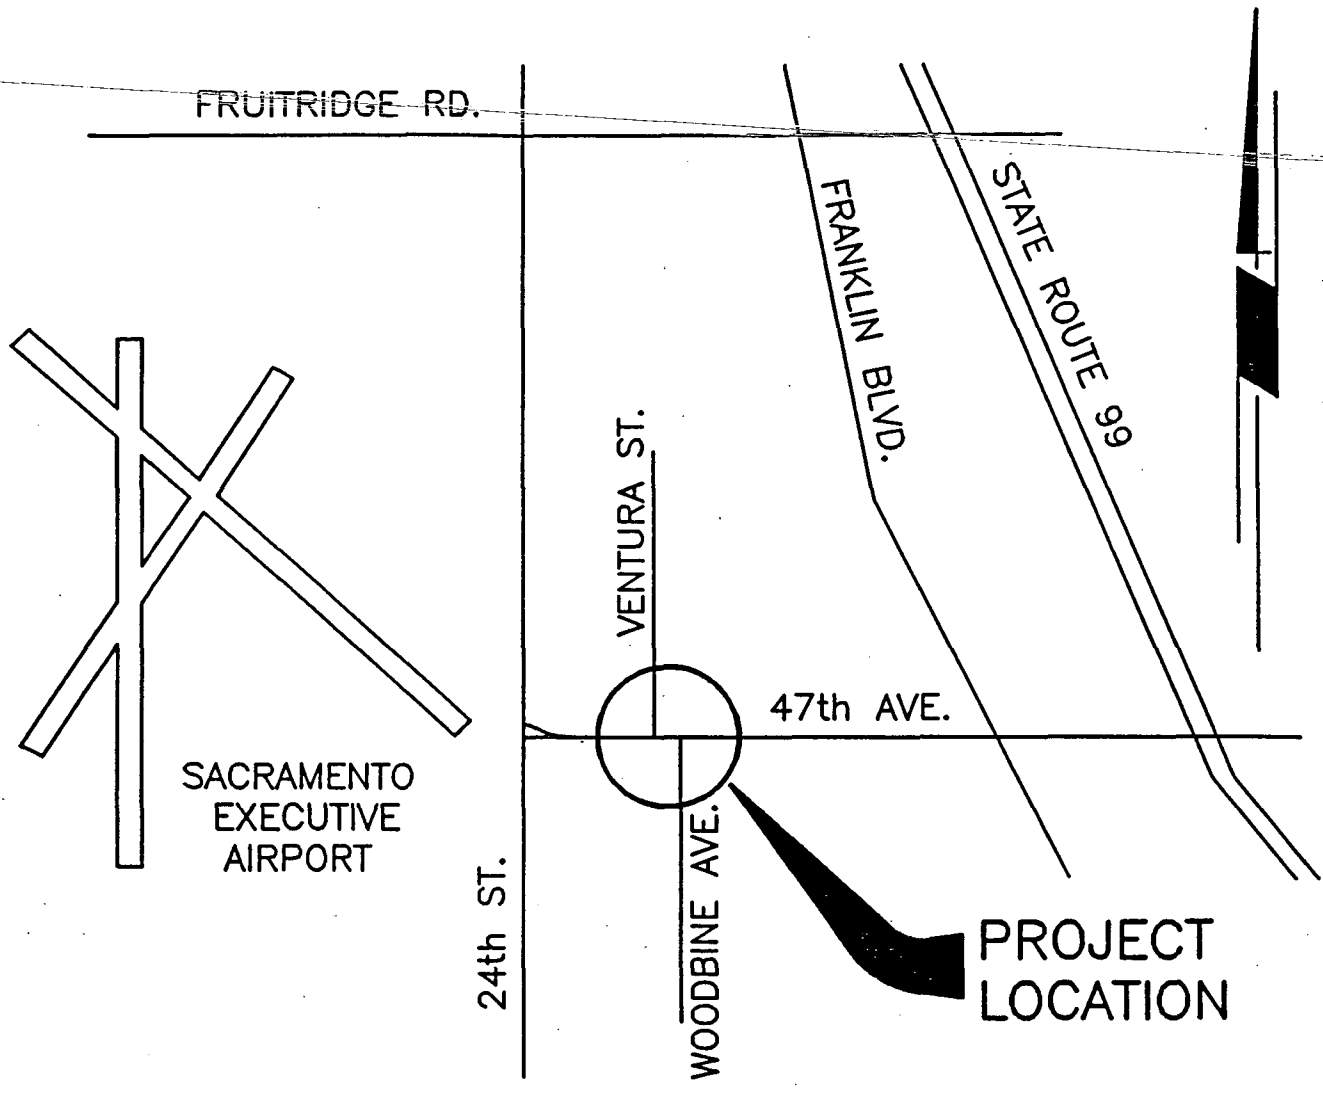 FRUITRIDGE RD.
STATE ROUTE 99
FRANKLIN BLVD.
VENTURA ST.
47th AVE.
SACRAMENTO
EXECUTIVE
AIRPORT
24th ST.
WOODBINE AVE.
PROJECT
LOCATION